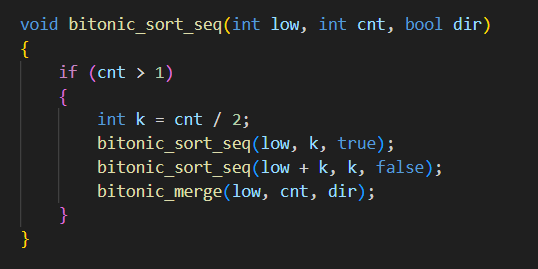 void bitonic_sort_seq(int low, int cnt, bool dir)
{
    if (cnt > 1)
    {
        int k = cnt / 2;
        bitonic_sort_seq(low, k, true);
        bitonic_sort_seq(low + k, k, false);
        bitonic_merge(low, cnt, dir);
    }
}